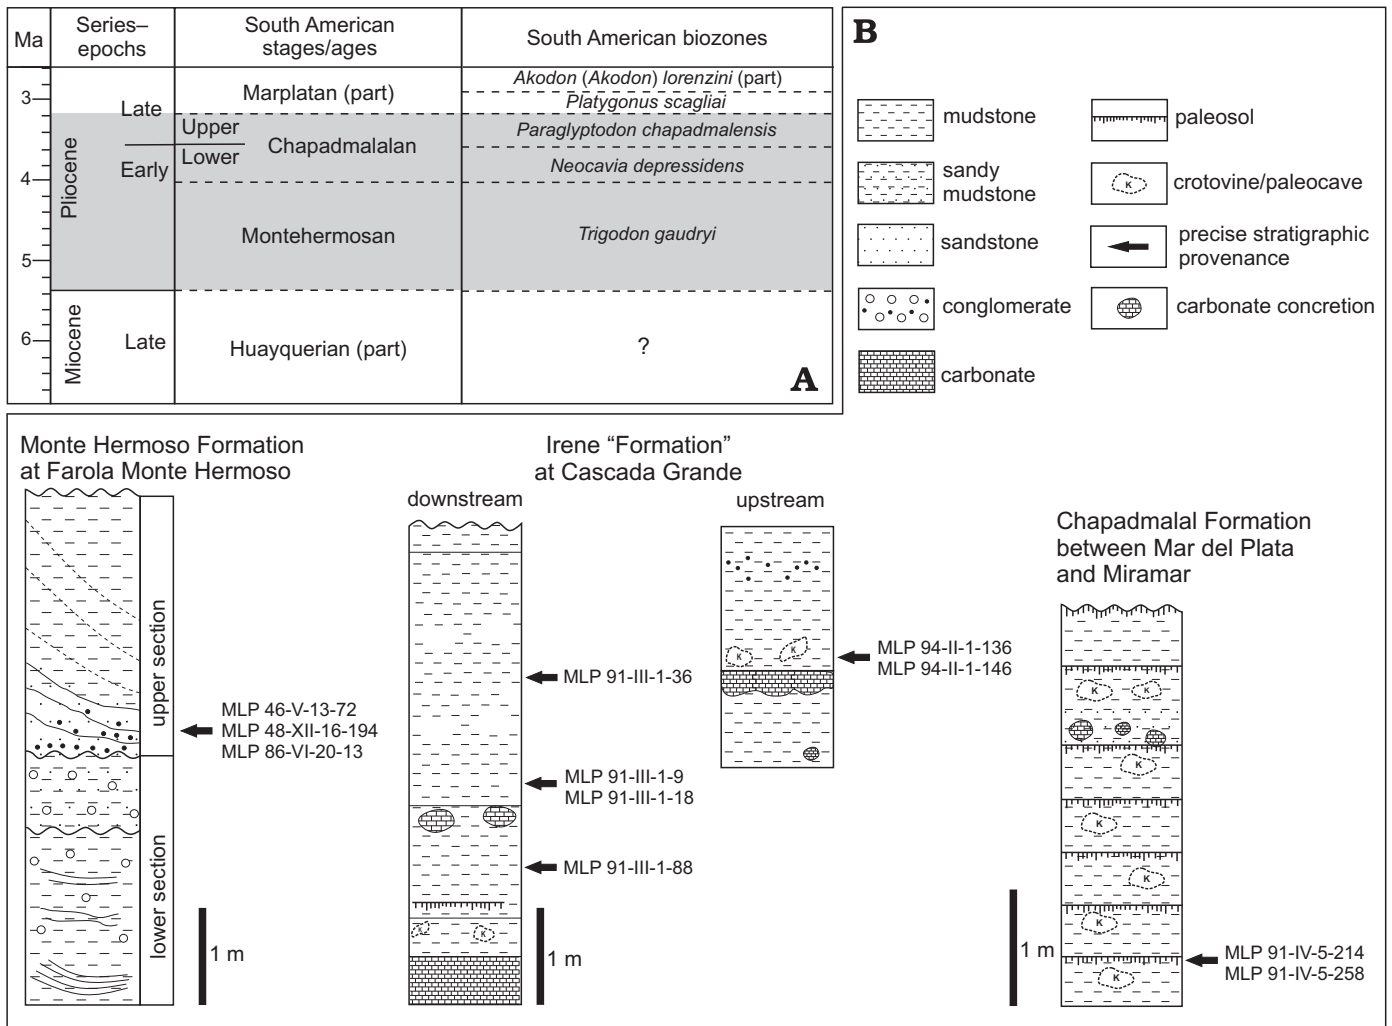 Ma
Series–
epochs
South American
stages/ages
South American biozones
3
4
5
6
Pliocene
Miocene
Late
Early
Late
Upper
Lower
Marplatan (part)
Chapadmalalan
Montehermosan
Huayquerian (part)
Akodon (Akodon) lorenzini (part)
Platygonus scagliai
Paraglyptodon chapadmalensis
Neocavia depressidens
Trigodon gaudryi
?
A
B
mudstone
sandy
mudstone
sandstone
conglomerate
carbonate
paleosol
K
crotovine/paleocave
precise stratigraphic
provenance
carbonate concretion
Monte Hermoso Formation
at Farola Monte Hermoso
upper section
lower section
MLP 46-V-13-72
MLP 48-XII-16-194
MLP 86-VI-20-13
1 m
Irene “Formation”
at Cascada Grande
downstream
MLP 91-III-1-36
MLP 91-III-1-9
MLP 91-III-1-18
MLP 91-III-1-88
K
K
1 m
upstream
K
K
MLP 94-II-1-136
MLP 94-II-1-146
Chapadmalal Formation
between Mar del Plata
and Miramar
K
K
K
K
K
K
K
1 m
MLP 91-IV-5-214
MLP 91-IV-5-258